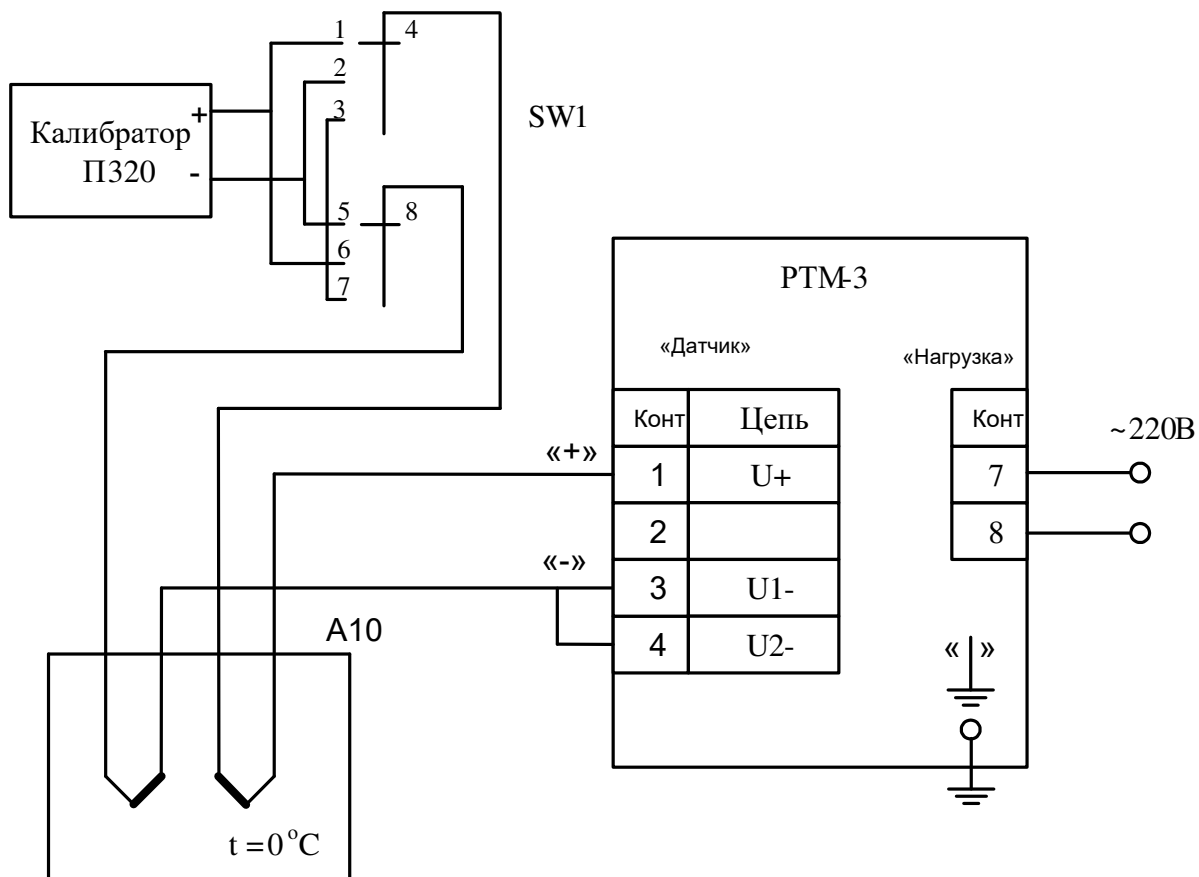 1
4
2
3
SW1
Калибратор
П320
+
-
5
8
6
7
РТМ-3
«Датчик»
«Нагрузка»
Конт
Цепь
Конт
~220В
«+»
1
U+
7
2
8
«-»
3
U1-
4
U2-
А10
« »
t =0°C